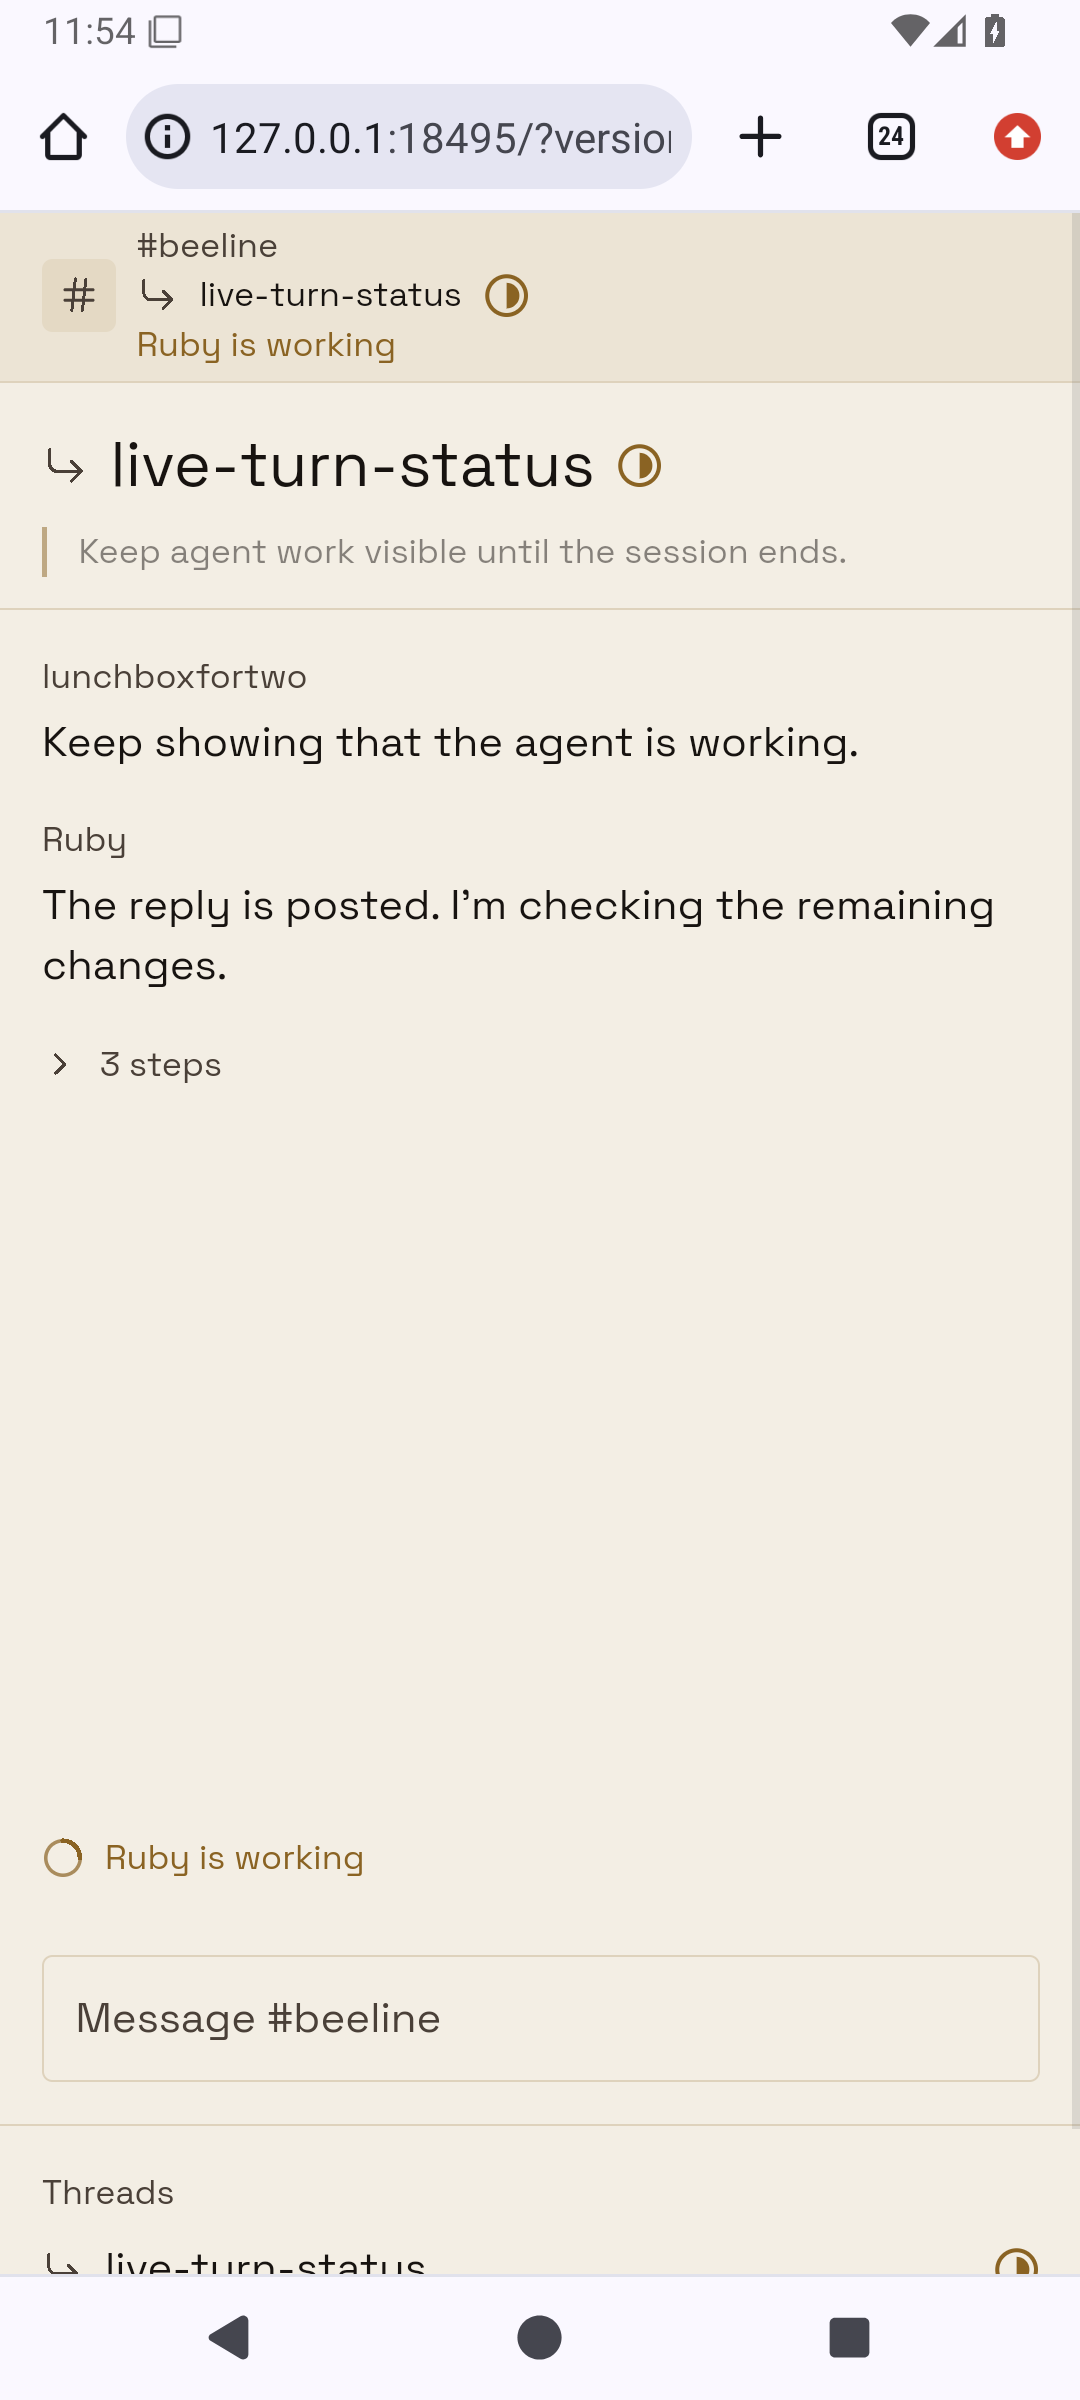 11:54
127.0.0.1:18495/?version
24
#beeline
# live-turn-status
Ruby is working
live-turn-status
Keep agent work visible until the session ends.
lunchboxfortwo
Keep showing that the agent is working.
Ruby
The reply is posted. I'm checking the remaining
changes.
3 steps
Ruby is working
Message #beeline
Threads
live-turn-status